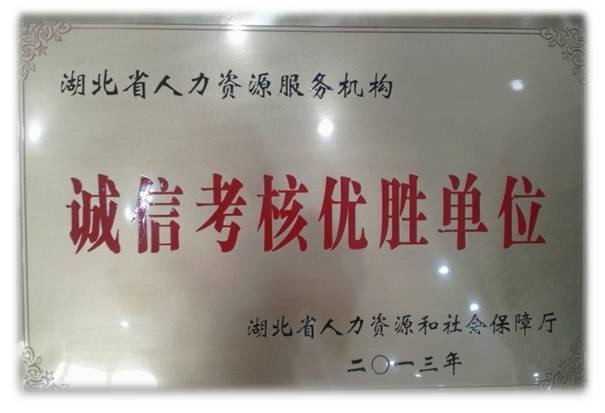 湖北省人力资源服务机构
诚信考核优胜单位
湖北省人力资源和社会保障厅
二〇一三年